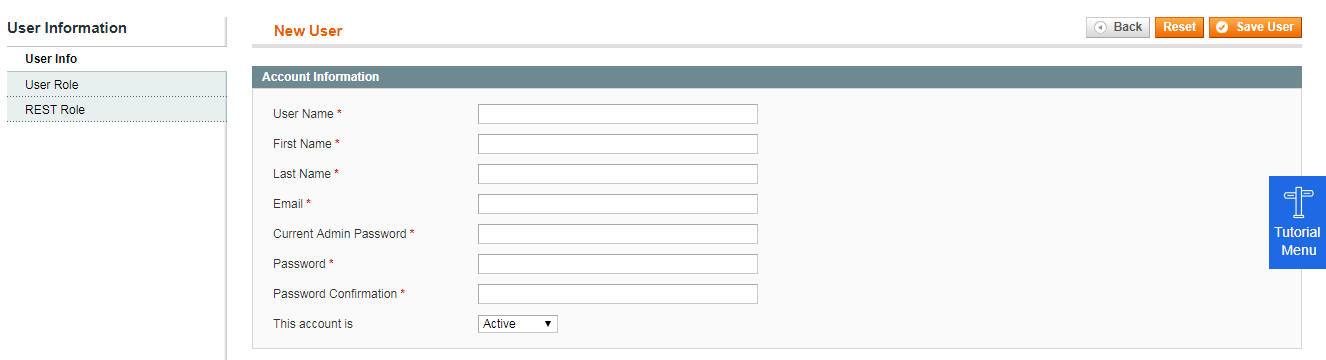 User Information
User Info
User Role
REST Role
New User
Back
Reset
Save User
Account Information
User Name *
First Name *
Last Name *
Email *
Current Admin Password *
Password *
Password Confirmation *
This account is
Active
Tutorial
Menu